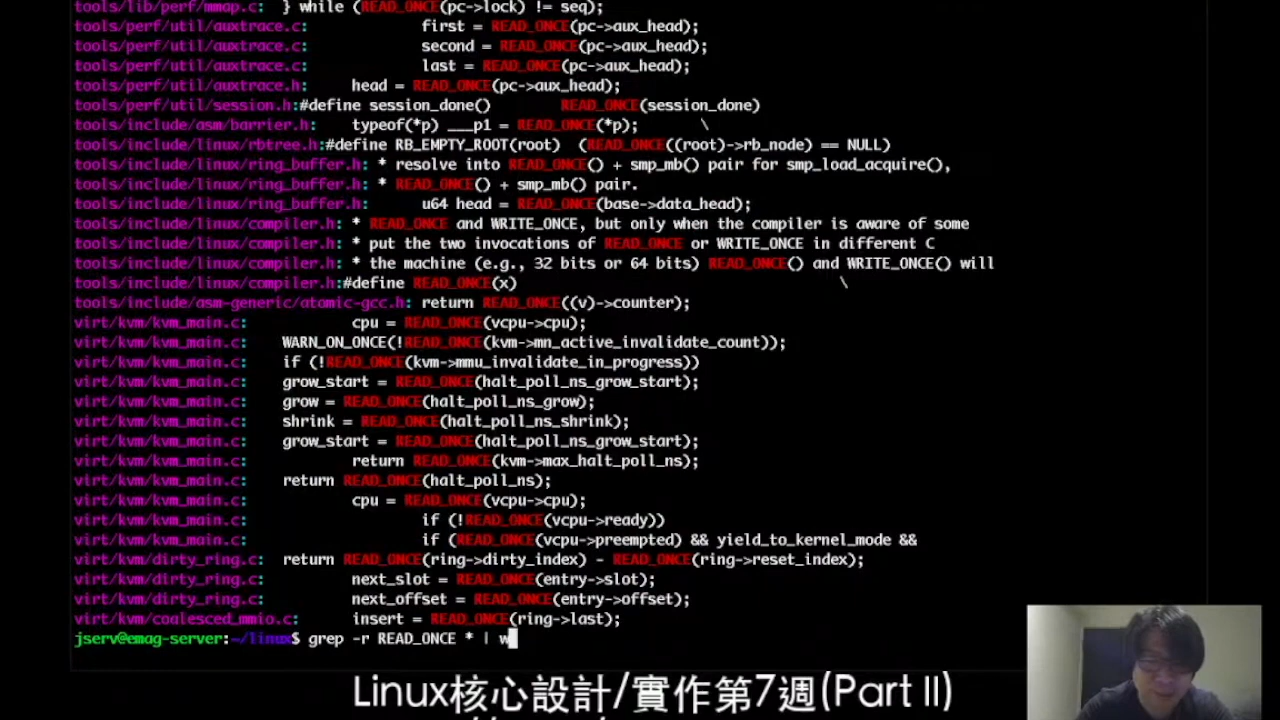 tools/lib/perf/mmap.c:	} while (READ_ONCE(pc->lock) != seq);
tools/perf/util/auxtrace.c:		first = READ_ONCE(pc->aux_head);
tools/perf/util/auxtrace.c:		second = READ_ONCE(pc->aux_head);
tools/perf/util/auxtrace.c:		last = READ_ONCE(pc->aux_head);
tools/perf/util/auxtrace.h:	head = READ_ONCE(pc->aux_head);
tools/perf/util/session.h:#define session_done()	READ_ONCE(session_done)
tools/include/asm/barrier.h:	typeof(*p) ___p1 = READ_ONCE(*p);	\
tools/include/linux/rbtree.h:#define RB_EMPTY_ROOT(root)  (READ_ONCE((root)->rb_node) == NULL)
tools/include/linux/ring_buffer.h: * resolve into READ_ONCE() + smp_mb() pair for smp_load_acquire(),
tools/include/linux/ring_buffer.h: * READ_ONCE() + smp_mb() pair.
tools/include/linux/ring_buffer.h:	u64 head = READ_ONCE(base->data_head);
tools/include/linux/compiler.h: * READ_ONCE and WRITE_ONCE, but only when the compiler is aware of some
tools/include/linux/compiler.h: * put the two invocations of READ_ONCE or WRITE_ONCE in different C
tools/include/linux/compiler.h: * the machine (e.g., 32 bits or 64 bits) READ_ONCE() and WRITE_ONCE() will
tools/include/linux/compiler.h:#define READ_ONCE(x)	\
tools/include/asm-generic/atomic-gcc.h:	return READ_ONCE((v)->counter);
virt/kvm/kvm_main.c:		cpu = READ_ONCE(vcpu->cpu);
virt/kvm/kvm_main.c:	WARN_ON_ONCE(!READ_ONCE(kvm->mn_active_invalidate_count));
virt/kvm/kvm_main.c:	if (!READ_ONCE(kvm->mmu_invalidate_in_progress))
virt/kvm/kvm_main.c:	grow_start = READ_ONCE(halt_poll_ns_grow_start);
virt/kvm/kvm_main.c:	grow = READ_ONCE(halt_poll_ns_grow);
virt/kvm/kvm_main.c:	shrink = READ_ONCE(halt_poll_ns_shrink);
virt/kvm/kvm_main.c:	grow_start = READ_ONCE(halt_poll_ns_grow_start);
virt/kvm/kvm_main.c:		return READ_ONCE(kvm->max_halt_poll_ns);
virt/kvm/kvm_main.c:	return READ_ONCE(halt_poll_ns);
virt/kvm/kvm_main.c:		cpu = READ_ONCE(vcpu->cpu);
virt/kvm/kvm_main.c:			if (!READ_ONCE(vcpu->ready))
virt/kvm/kvm_main.c:			if (READ_ONCE(vcpu->preempted) && yield_to_kernel_mode &&
virt/kvm/dirty_ring.c:	return READ_ONCE(ring->dirty_index) - READ_ONCE(ring->reset_index);
virt/kvm/dirty_ring.c:		next_slot = READ_ONCE(entry->slot);
virt/kvm/dirty_ring.c:		next_offset = READ_ONCE(entry->offset);
virt/kvm/coalesced_mmio.c:	insert = READ_ONCE(ring->last);
jserv@emag-server:~/linux$ grep -r READ_ONCE * | w
Linux核心設計/實作第7週(Part II)